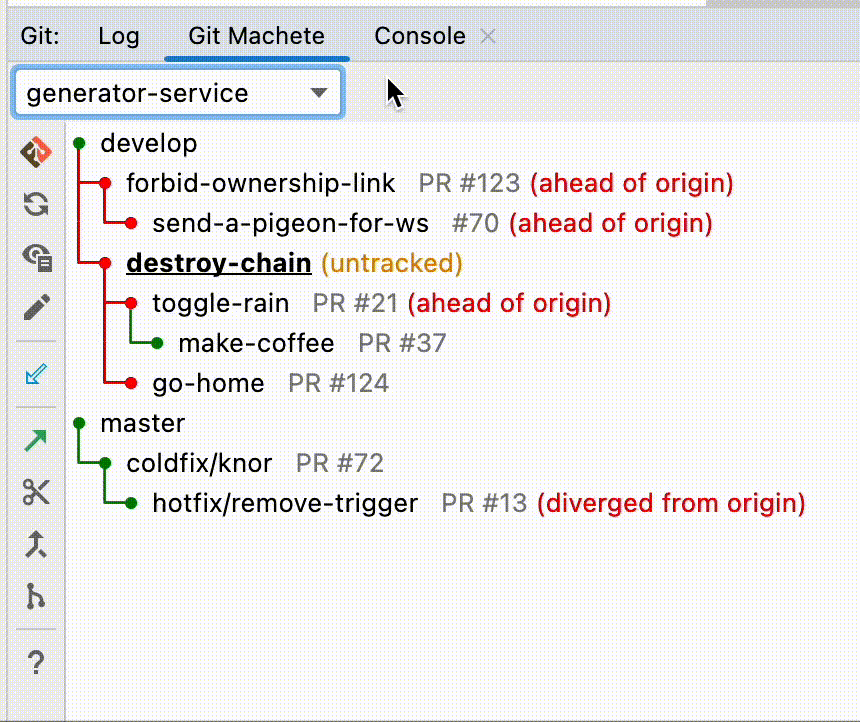 Git: Log Git Machete Console
generator-service
develop
forbid-ownership-link PR #123 (ahead of origin)
send-a-pigeon-for-ws #70 (ahead of origin)
destroy-chain (untracked)
toggle-rain PR #21 (ahead of origin)
make-coffee PR #37
go-home PR #124
master
coldfix/knor PR #72
hotfix/remove-trigger PR #13 (diverged from origin)
?